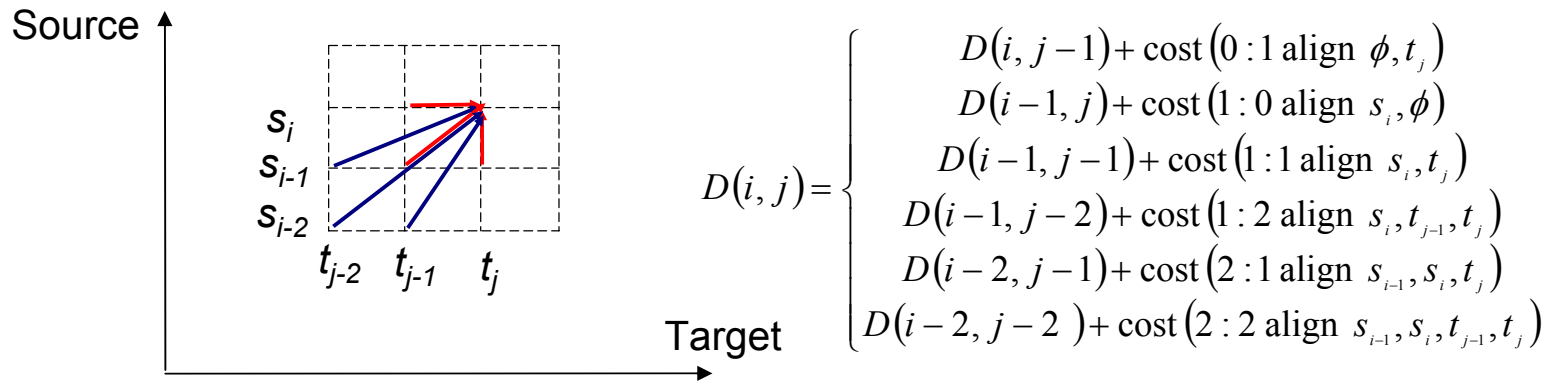 Source
s_i
s_{i-1}
s_{i-2}
t_{j-2} t_{j-1} t_j
Target
D(i, j−1)+ cost(0 : 1 align ϕ, t_j)
D(i−1, j)+ cost(1 : 0 align s_i, ϕ)
D(i−1, j−1)+ cost(1 : 1 align s_i, t_j)
D(i, j)= { D(i−1, j−2)+ cost(1 : 2 align s_i, t_{j−1}, t_j)
D(i−2, j−1)+ cost(2 : 1 align s_{i−1}, s_i, t_j)
D(i−2, j−2 )+ cost(2 : 2 align s_{i−1}, s_i, t_{j−1}, t_j)